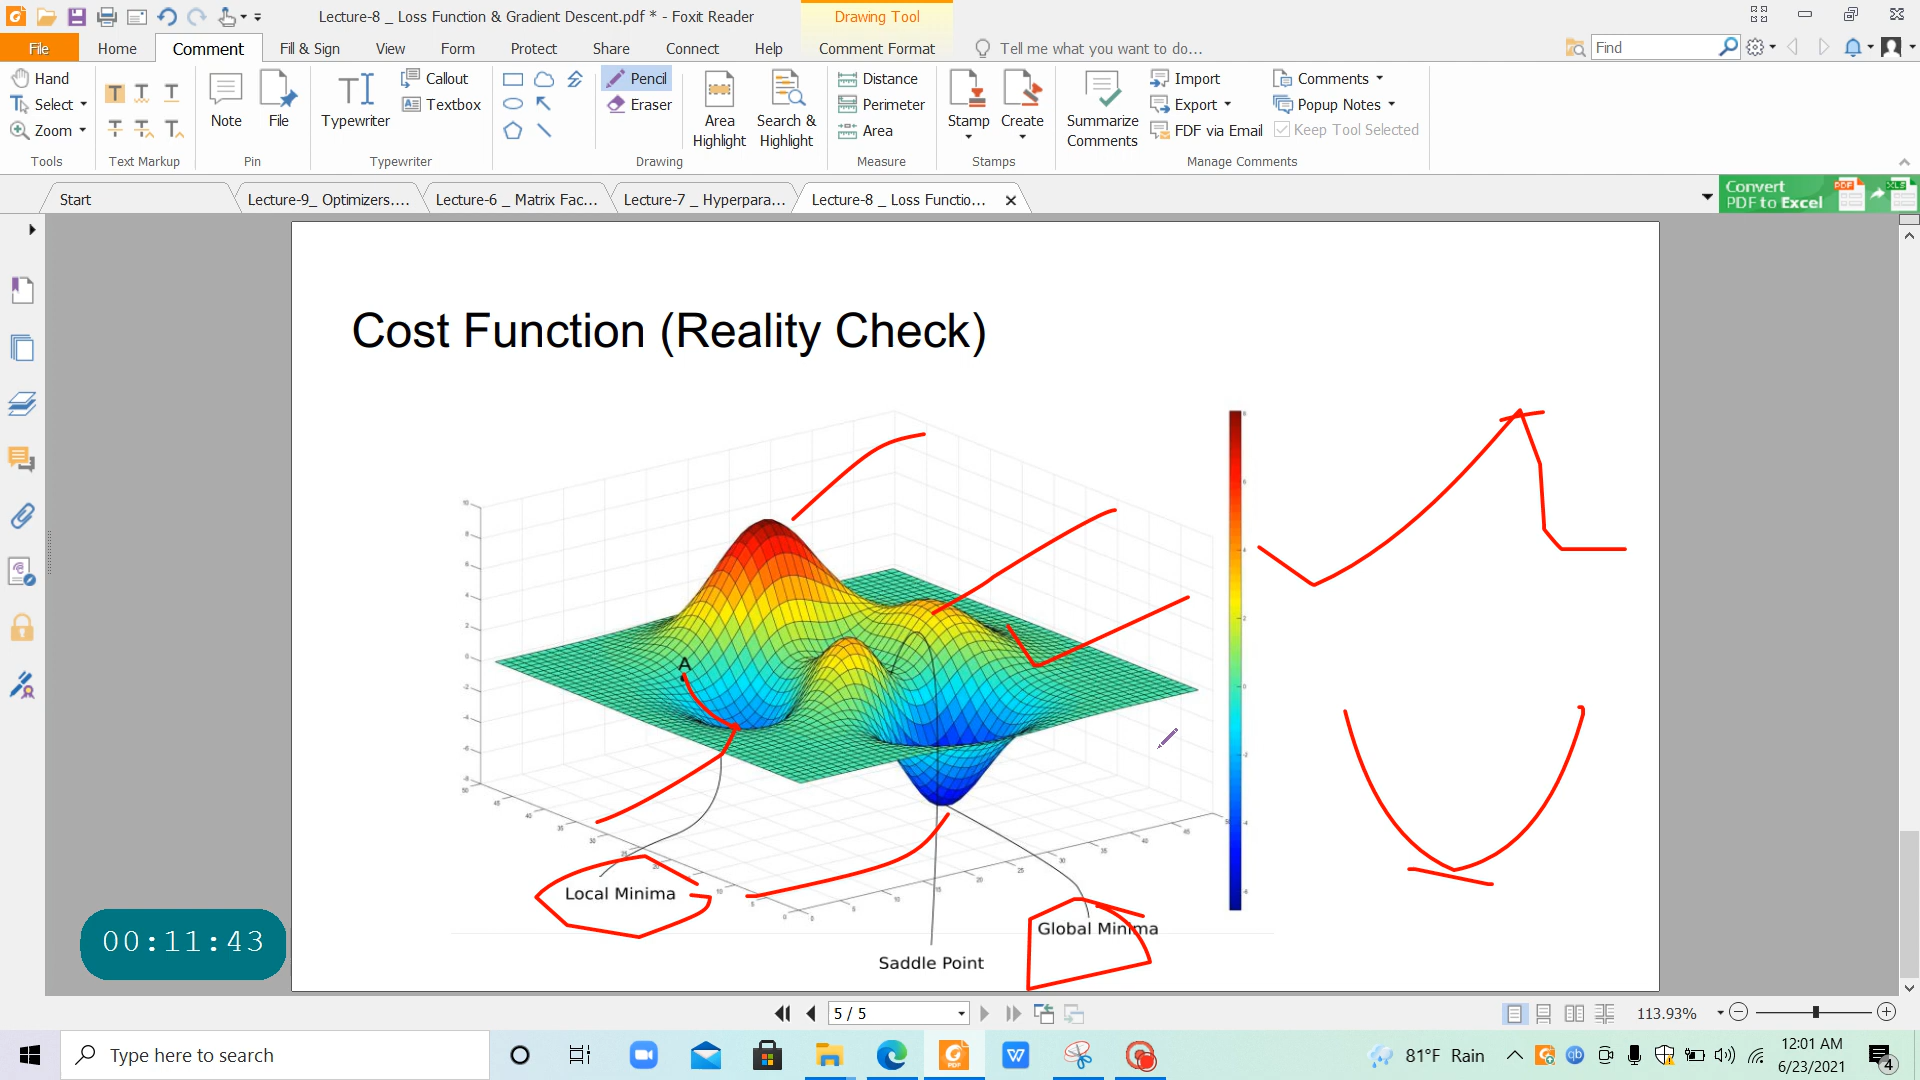 Lecture-8 _ Loss Function & Gradient Descent.pdf * - Foxit Reader
Drawing Tool
File Home Comment Fill & Sign View Form Protect Share Connect Help Comment Format Tell me what you want to do... Find
Hand
Select
Zoom
Tools
Text Markup
Note
File
Pin
Typewriter
Callout
Textbox
Typewriter
Pencil
Eraser
Area Highlight
Search & Highlight
Drawing
Distance
Perimeter
Area
Measure
Stamp
Create
Stamps
Summarize Comments
Import
Export
FDF via Email
Comments
Popup Notes
Keep Tool Selected
Manage Comments
Start
Lecture-9_ Optimizers....
Lecture-6 _ Matrix Fac...
Lecture-7 _ Hyperpara...
Lecture-8 _ Loss Functio...
Convert
PDF to Excel
Cost Function (Reality Check)
A
Local Minima
Global Minima
Saddle Point
00:11:43
5 / 5
113.93%
Type here to search
81°F Rain
12:01 AM
6/23/2021
4